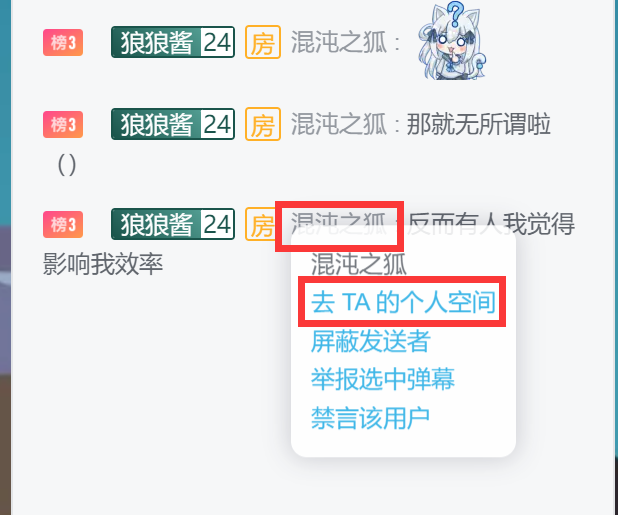 榜3 狼狼酱 24 房 混沌之狐 : ?
榜3 狼狼酱 24 房 混沌之狐 : 那就无所谓啦
（）
榜3 狼狼酱 24 房 混沌之狐 : 反而有人我觉得
影响我效率
混沌之狐
去 TA 的个人空间
屏蔽发送者
举报选中弹幕
禁言该用户